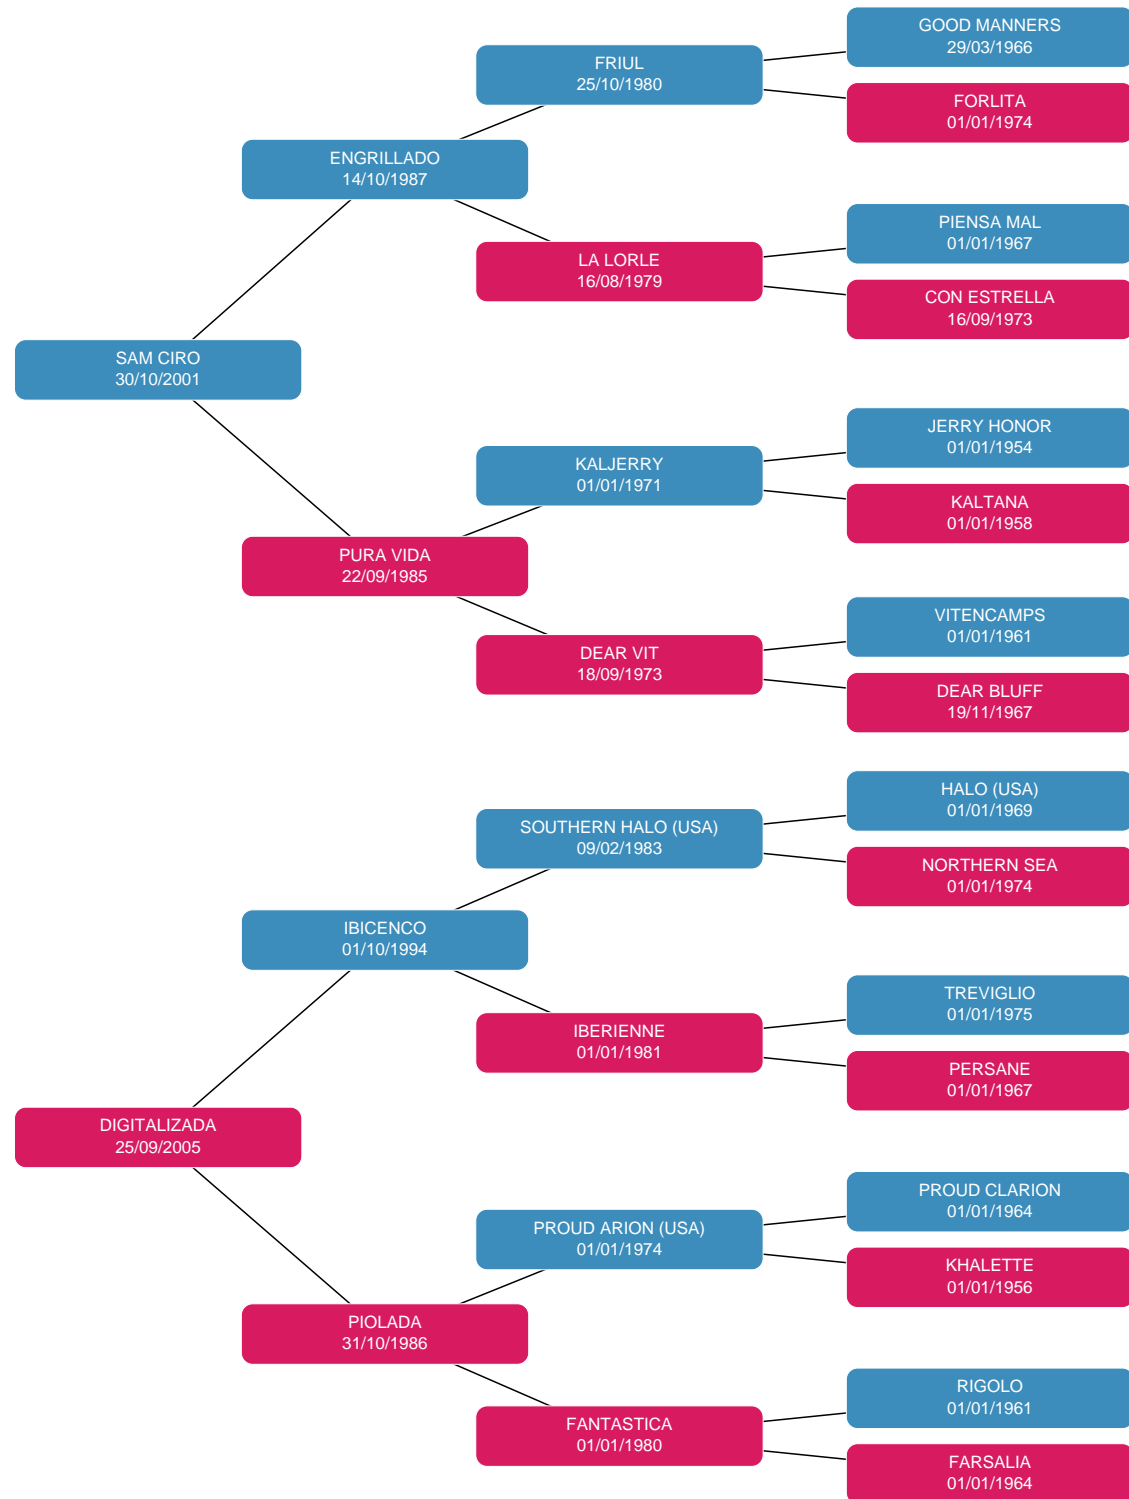 GOOD MANNERS
29/03/1966
FRIUL
25/10/1980
FORLITA
01/01/1974
ENGRILLADO
14/10/1987
PIENSA MAL
01/01/1967
LA LORLE
16/08/1979
CON ESTRELLA
16/09/1973
SAM CIRO
30/10/2001
JERRY HONOR
01/01/1954
KALJERRY
01/01/1971
KALTANA
01/01/1958
PURA VIDA
22/09/1985
VITENCAMPS
01/01/1961
DEAR VIT
18/09/1973
DEAR BLUFF
19/11/1967
HALO (USA)
01/01/1969
SOUTHERN HALO (USA)
09/02/1983
NORTHERN SEA
01/01/1974
IBICENCO
01/10/1994
TREVIGLIO
01/01/1975
IBERIENNE
01/01/1981
PERSANE
01/01/1967
DIGITALIZADA
25/09/2005
PROUD CLARION
01/01/1964
PROUD ARION (USA)
01/01/1974
KHALETTE
01/01/1956
PIOLADA
31/10/1986
RIGOLO
01/01/1961
FANTASTICA
01/01/1980
FARSALIA
01/01/1964